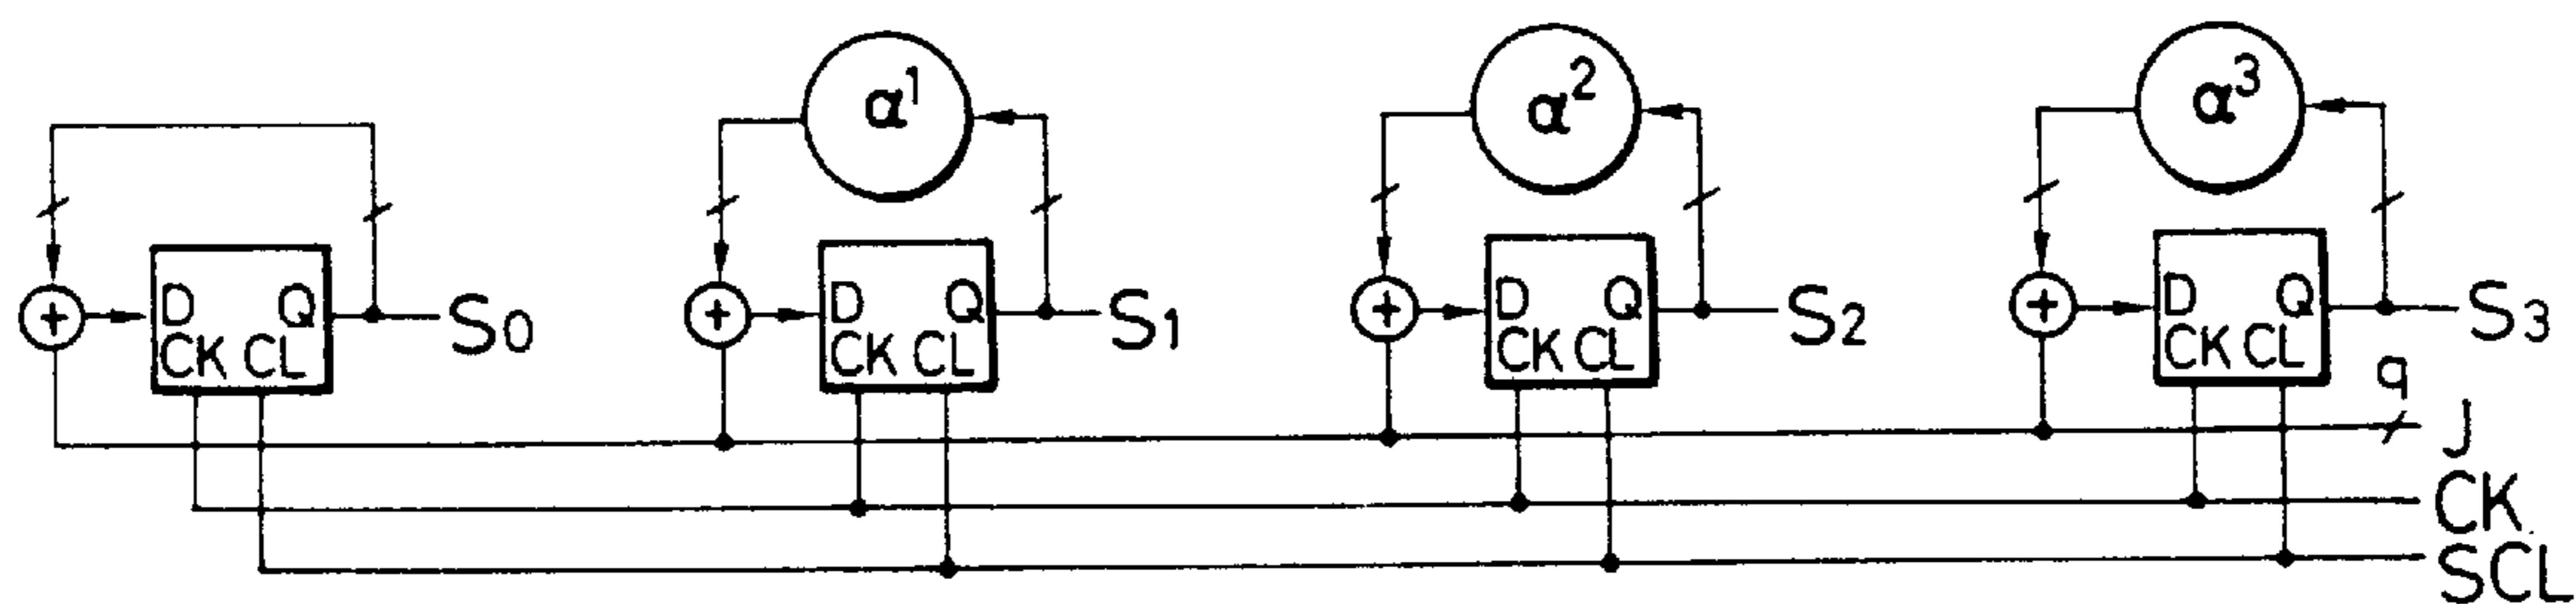 α¹
α²
α³
D Q
CK CL
S0
D Q
CK CL
S1
D Q
CK CL
S2
D Q
CK CL
S3
q
J
CK
SCL